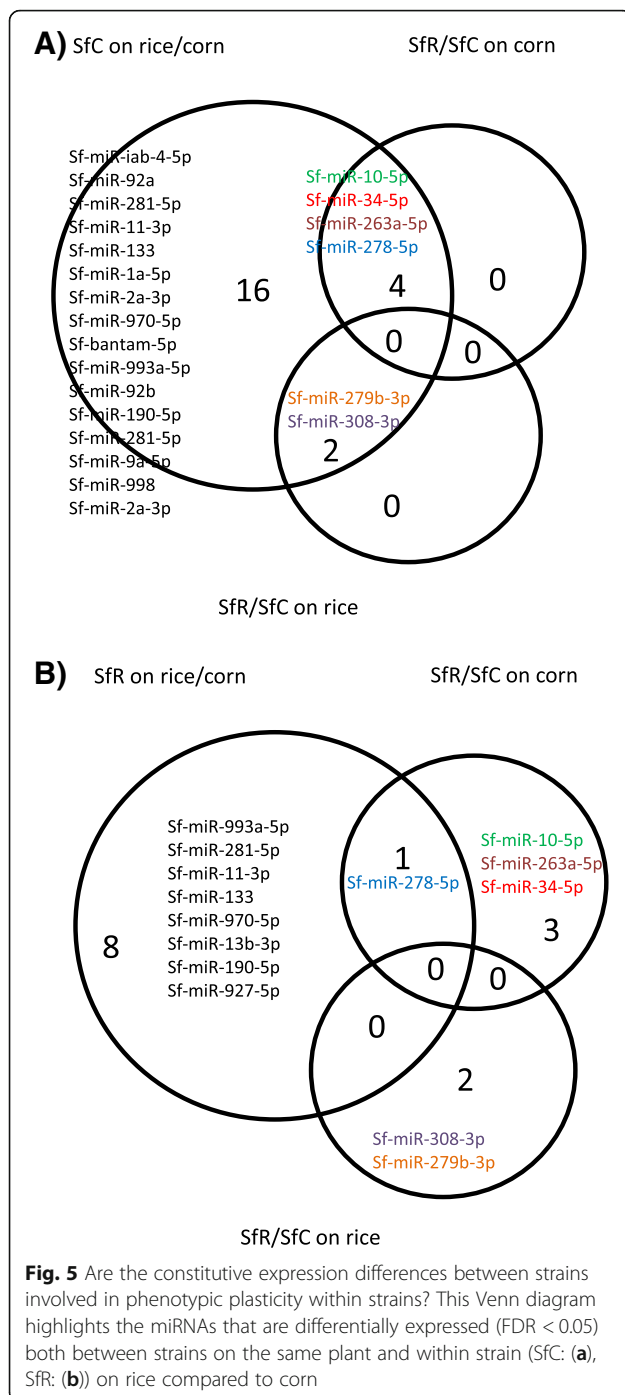 A)
SfC on rice/corn
SfR/SfC on corn
Sf-miR-iab-4-5p
Sf-miR-92a
Sf-miR-281-5p
Sf-miR-11-3p
Sf-miR-133
Sf-miR-1a-5p
Sf-miR-2a-3p
Sf-miR-970-5p
Sf-bantam-5p
Sf-miR-993a-5p
Sf-miR-92b
Sf-miR-190-5p
Sf-miR-281-5p
Sf-miR-9a-5p
Sf-miR-998
Sf-miR-2a-3p
16
Sf-miR-10-5p
Sf-miR-34-5p
Sf-miR-263a-5p
Sf-miR-278-5p
4
0
0
0
Sf-miR-279b-3p
Sf-miR-308-3p
2
0
SfR/SfC on rice
B)
SfR on rice/corn
SfR/SfC on corn
Sf-miR-993a-5p
Sf-miR-281-5p
Sf-miR-11-3p
Sf-miR-133
Sf-miR-970-5p
Sf-miR-13b-3p
Sf-miR-190-5p
Sf-miR-927-5p
8
1
Sf-miR-278-5p
Sf-miR-10-5p
Sf-miR-263a-5p
Sf-miR-34-5p
3
0
0
0
2
Sf-miR-308-3p
Sf-miR-279b-3p
SfR/SfC on rice
Fig. 5 Are the constitutive expression differences between strains
involved in phenotypic plasticity within strains? This Venn diagram
highlights the miRNAs that are differentially expressed (FDR < 0.05)
both between strains on the same plant and within strain (SfC: (a),
SfR: (b)) on rice compared to corn